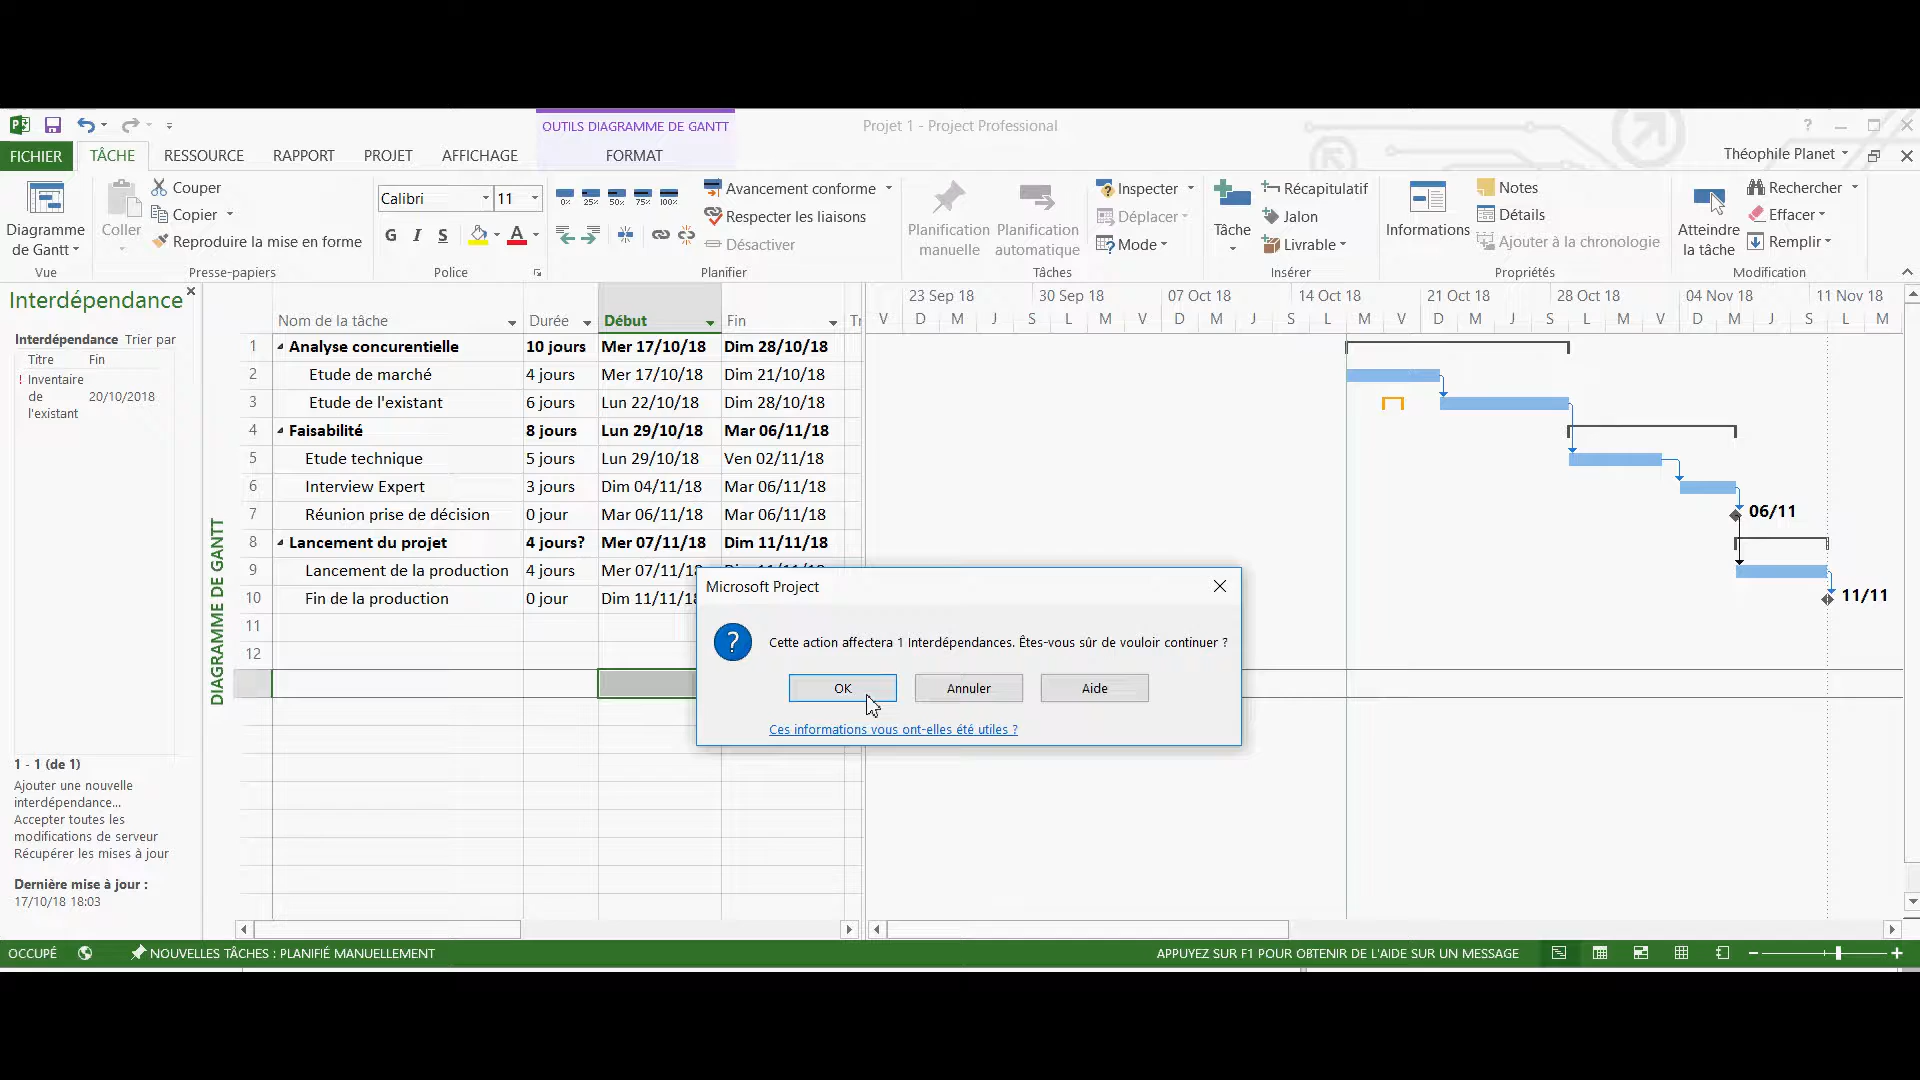 OUTILS DIAGRAMME DE GANTT
Projet 1 - Project Professional
?
FICHIER TÂCHE RESSOURCE RAPPORT PROJET AFFICHAGE FORMAT
Théophile Planet
Diagramme
de Gantt
Vue
Coller
Couper
Copier
Reproduire la mise en forme
Presse-papiers
Calibri 11
G I S A
Police
0% 25% 50% 75% 100%
Avancement conforme
Respecter les liaisons
Désactiver
Planifier
Planification
manuelle
Planification
automatique
Inspecter
Déplacer
Mode
Tâches
Tâche
Récapitulatif
Jalon
Livrable
Insérer
Informations
Notes
Détails
Ajouter à la chronologie
Propriétés
Atteindre
la tâche
Rechercher
Effacer
Remplir
Modification
Interdépendance
Interdépendance Trier par
Titre Fin
! Inventaire
de 20/10/2018
l'existant
1 - 1 (de 1)
Ajouter une nouvelle
interdépendance...
Accepter toutes les
modifications de serveur
Récupérer les mises à jour
Dernière mise à jour :
17/10/18 18:03
DIAGRAMME DE GANTT
Nom de la tâche Durée Début Fin
1 Analyse concurentielle 10 jours Mer 17/10/18 Dim 28/10/18
2 Etude de marché 4 jours Mer 17/10/18 Dim 21/10/18
3 Etude de l'existant 6 jours Lun 22/10/18 Dim 28/10/18
4 Faisabilité 8 jours Lun 29/10/18 Mar 06/11/18
5 Etude technique 5 jours Lun 29/10/18 Ven 02/11/18
6 Interview Expert 3 jours Dim 04/11/18 Mar 06/11/18
7 Réunion prise de décision 0 jour Mar 06/11/18 Mar 06/11/18
8 Lancement du projet 4 jours? Mer 07/11/18 Dim 11/11/18
9 Lancement de la production 4 jours Mer 07/11/18
10 Fin de la production 0 jour Dim 11/11/18
11
12
23 Sep 18 30 Sep 18 07 Oct 18 14 Oct 18 21 Oct 18 28 Oct 18 04 Nov 18 11 Nov 18
V D M J S L M V D M J S L M V D M J S L M V D M J S L M
06/11
11/11
Microsoft Project
Cette action affectera 1 Interdépendances. Êtes-vous sûr de vouloir continuer ?
OK Annuler Aide
Ces informations vous ont-elles été utiles ?
OCCUPÉ NOUVELLES TÂCHES : PLANIFIÉ MANUELLEMENT APPUYEZ SUR F1 POUR OBTENIR DE L'AIDE SUR UN MESSAGE